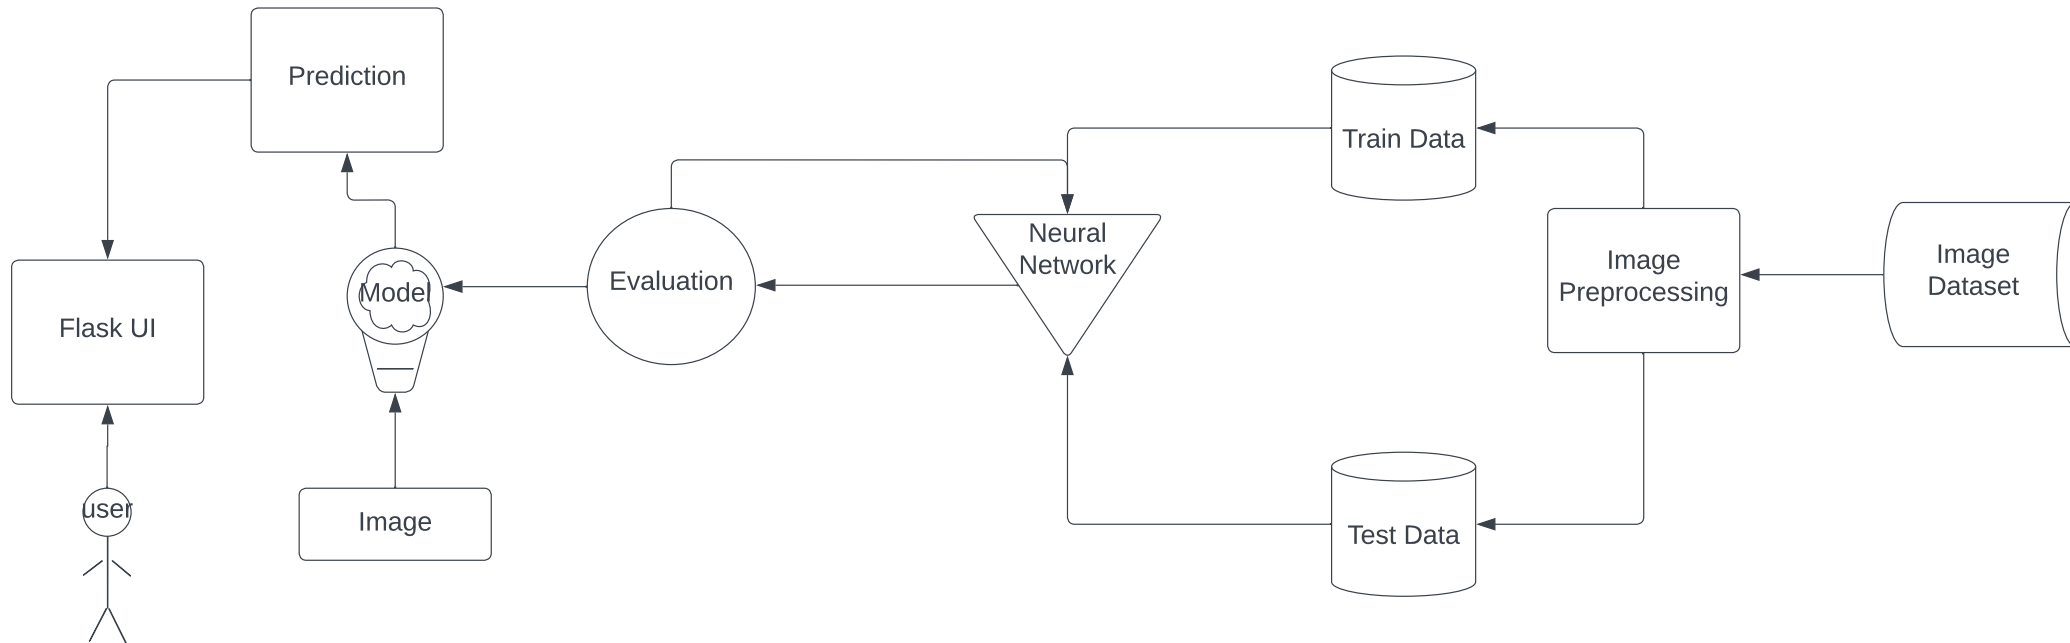 Prediction
Train Data
Neural
Network
Image
Preprocessing
Image
Dataset
Evaluation
Model
Flask UI
user
Image
Test Data